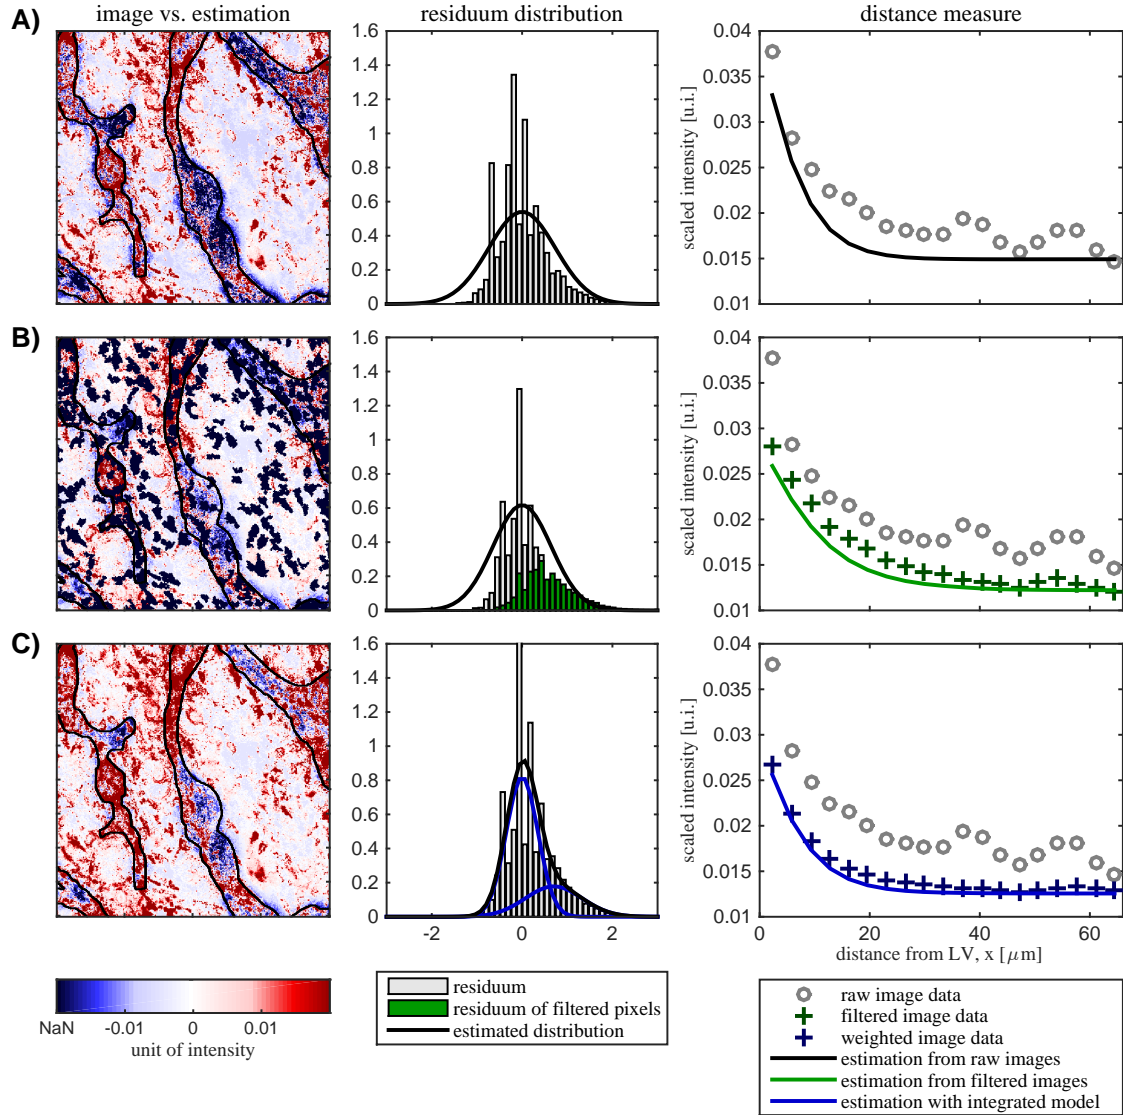 A)
image vs. estimation
residuum distribution
distance measure
1.6
1.4
1.2
1
0.8
0.6
0.4
0.2
0
scaled intensity [u.i.]
0.04
0.035
0.03
0.025
0.02
0.015
0.01
B)
1.6
1.4
1.2
1
0.8
0.6
0.4
0.2
0
scaled intensity [u.i.]
0.04
0.035
0.03
0.025
0.02
0.015
0.01
C)
1.6
1.4
1.2
1
0.8
0.6
0.4
0.2
0
-2 0 2
scaled intensity [u.i.]
0.04
0.035
0.03
0.025
0.02
0.015
0.01
0 20 40 60
distance from LV, x [μm]
NaN -0.01 0 0.01
unit of intensity
residuum
residuum of filtered pixels
estimated distribution
raw image data
filtered image data
weighted image data
estimation from raw images
estimation from filtered images
estimation with integrated model